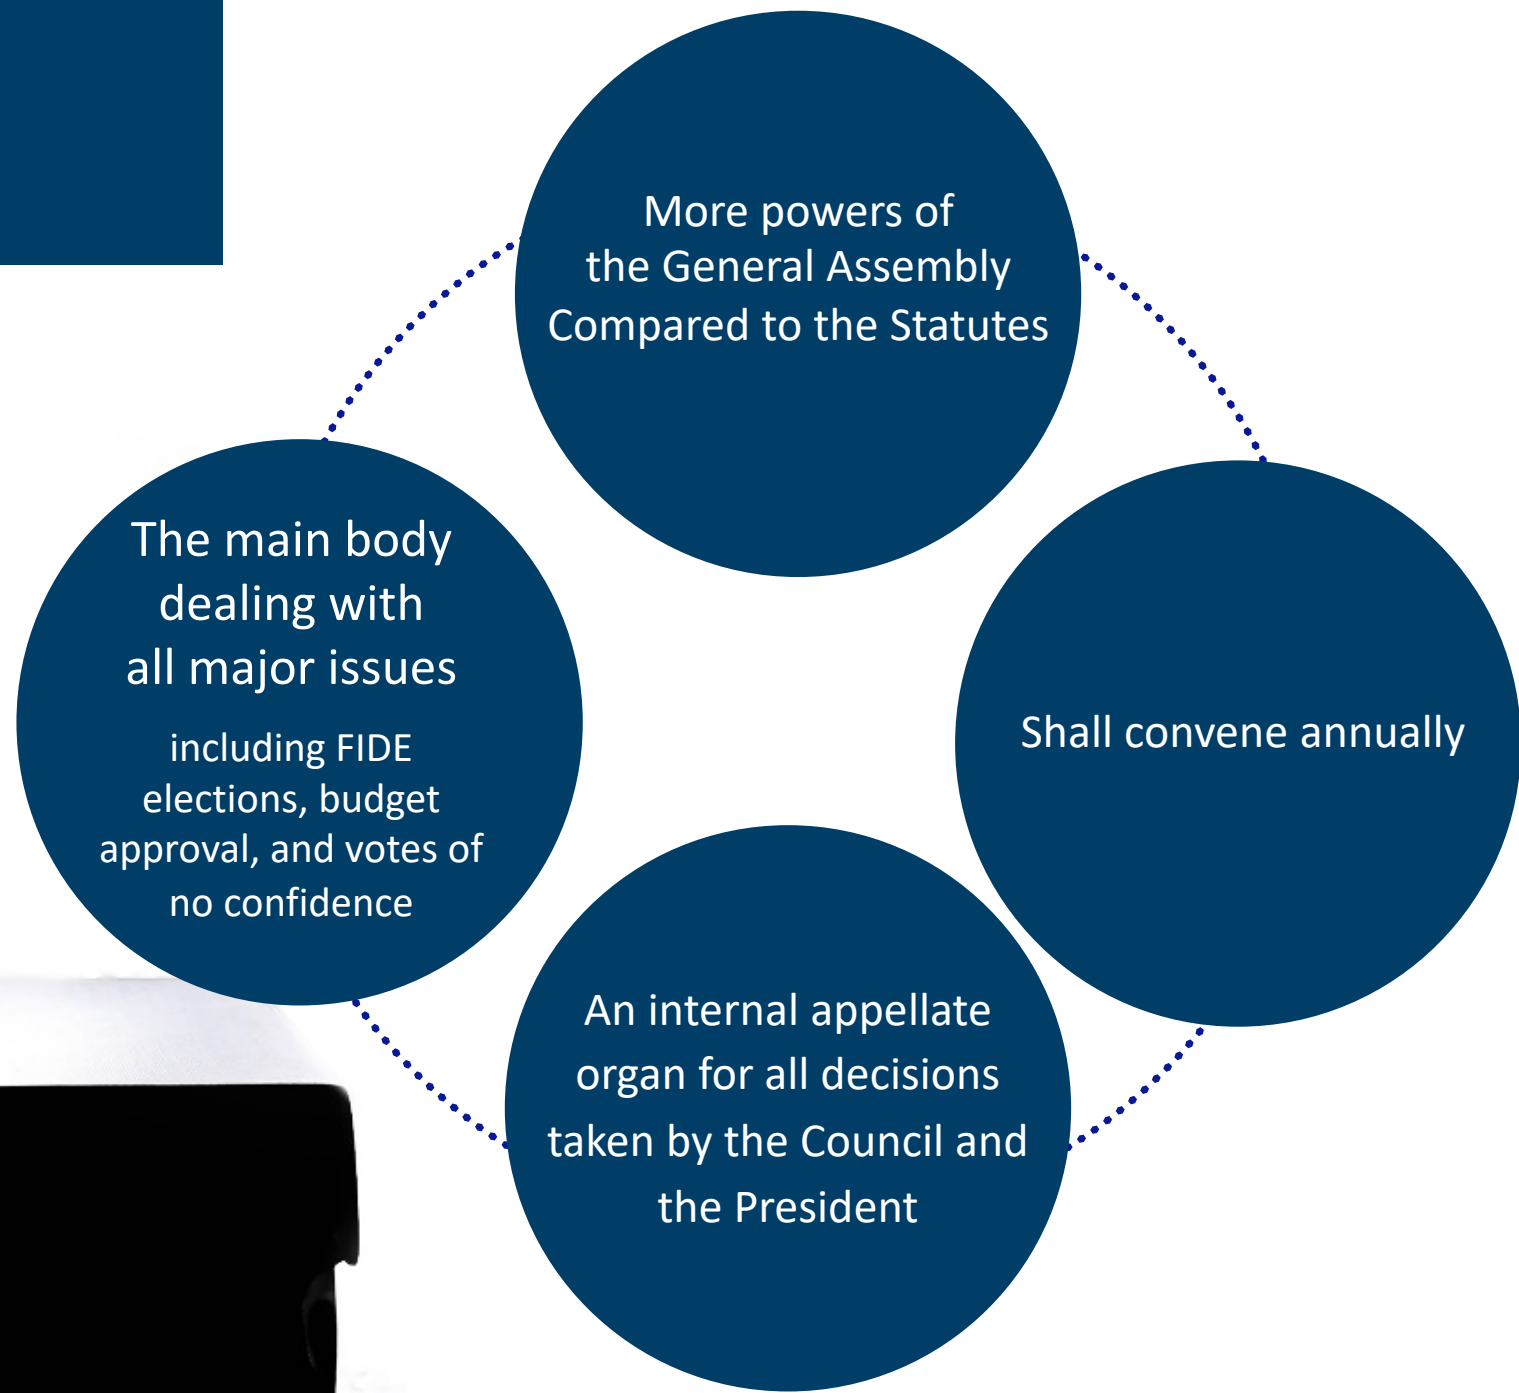 More powers of
the General Assembly
Compared to the Statutes
The main body
dealing with
all major issues
including FIDE
elections, budget
approval, and votes of
no confidence
Shall convene annually
An internal appellate
organ for all decisions
taken by the Council and
the President